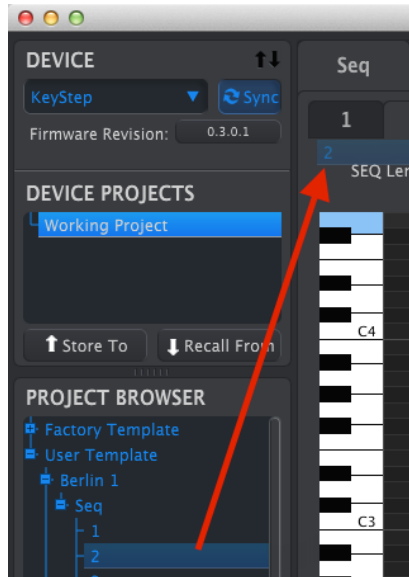 DEVICE
KeyStep
Sync
Firmware Revision: 0.3.0.1
DEVICE PROJECTS
Working Project
Store To
Recall From
PROJECT BROWSER
Factory Template
User Template
Berlin 1
Seq
1
2
Seq
1
2
SEQ Ler
C4
C3